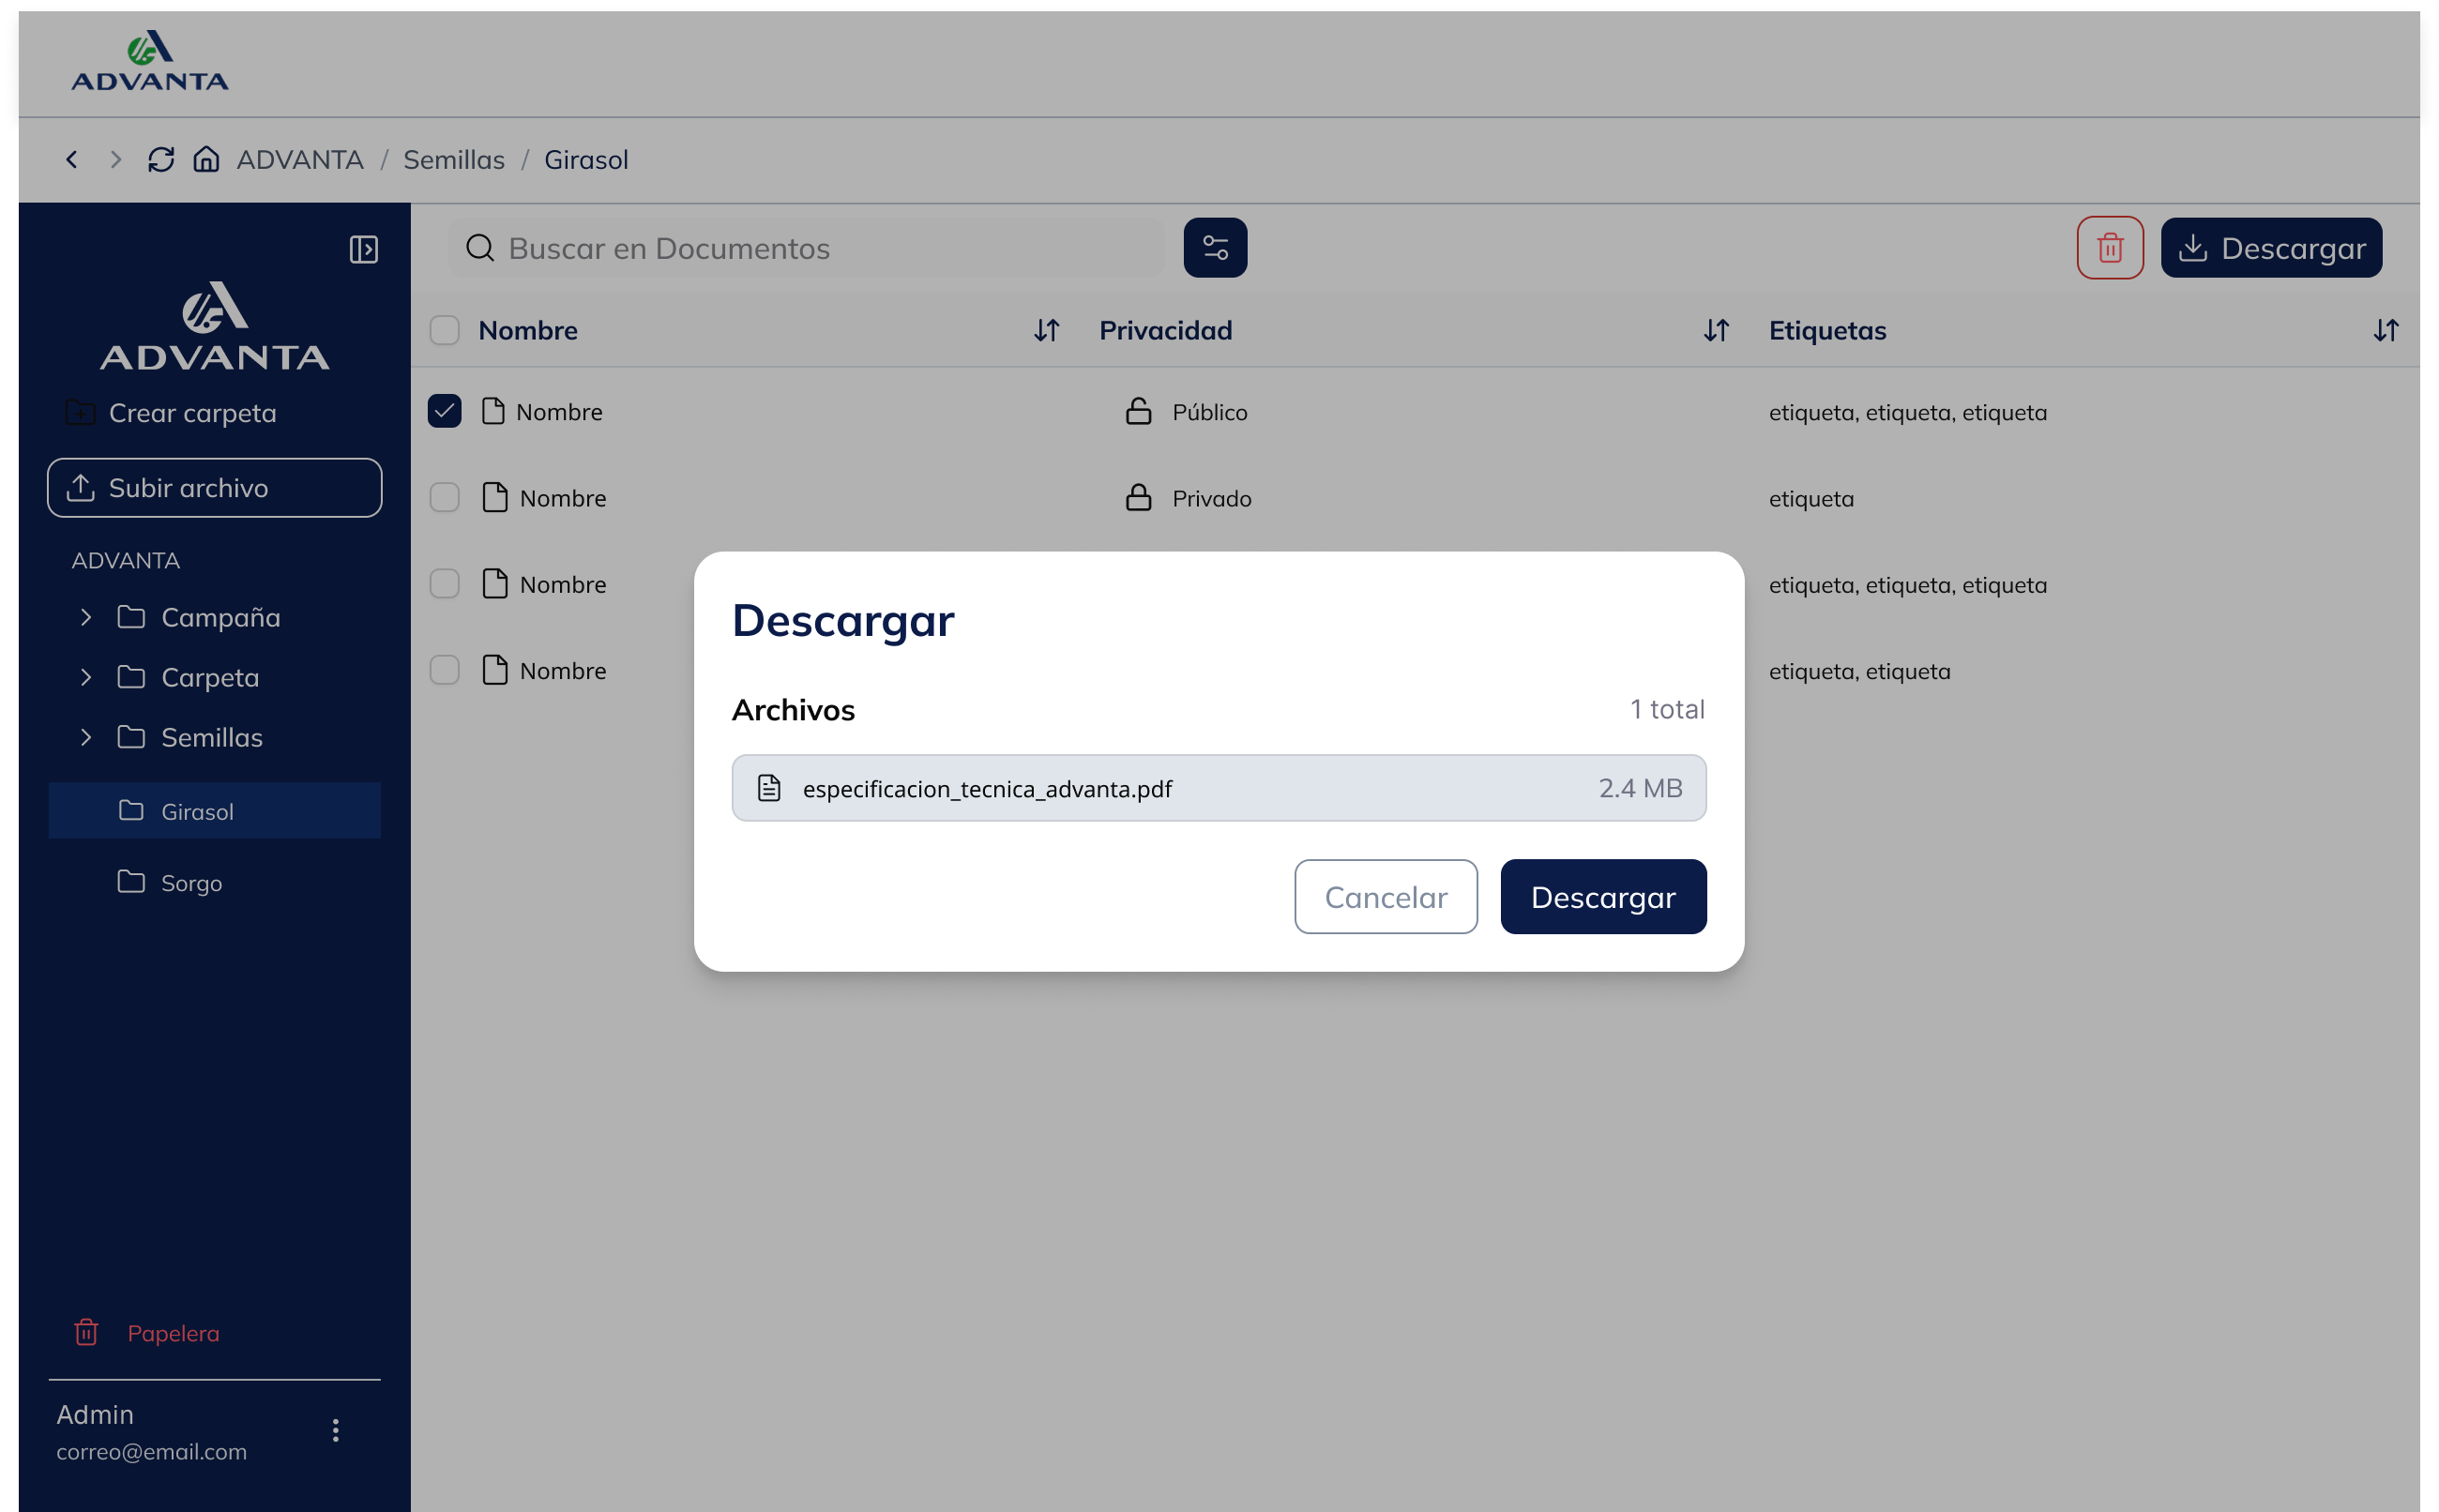 ADVANTA
ADVANTA / Semillas / Girasol
Buscar en Documentos
Descargar
ADVANTA
Crear carpeta
Subir archivo
ADVANTA
Campaña
Carpeta
Semillas
Girasol
Sorgo
Papelera
Admin
correo@email.com
Nombre Privacidad Etiquetas
Nombre Público etiqueta, etiqueta, etiqueta
Nombre Privado etiqueta
Nombre etiqueta, etiqueta, etiqueta
Nombre etiqueta, etiqueta
Descargar
Archivos 1 total
especificacion_tecnica_advanta.pdf 2.4 MB
Cancelar Descargar